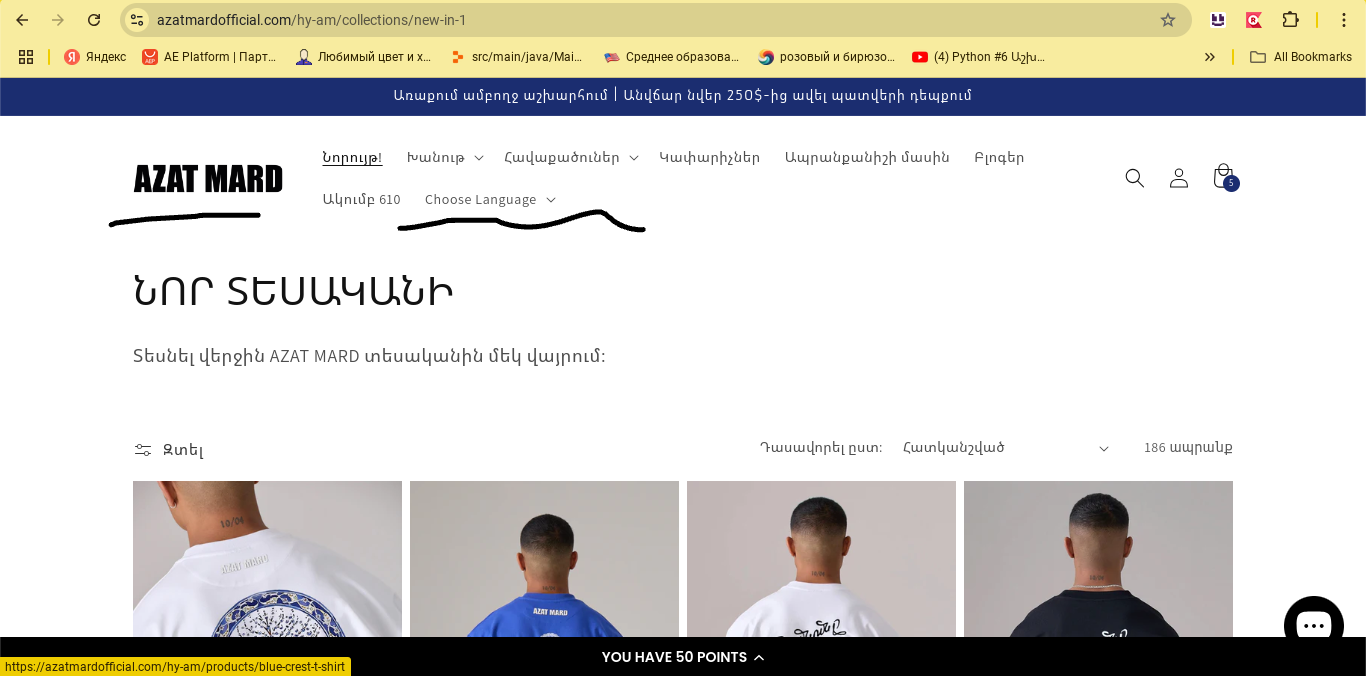 azatmardofficial.com/hy-am/collections/new-in-1
Яндекс
AE Platform | Парт...
Любимый цвет и х...
src/main/java/Mai...
Среднее образова...
розовый и бирюзо...
(4) Python #6 Աշխ...
All Bookmarks
Առաքում ամբողջ աշխարհում | Անվճար նվեր 250$-ից ավել պատվերի դեպքում
AZAT MARD
Նորույթ!
Խանութ
Հավաքածուներ
Կափարիչներ
Ապրանքանիշի մասին
Բլոգեր
5
Ակումբ 610
Choose Language
ՆՈՐ ՏԵՍԱԿԱՆԻ
Տեսնել վերջին AZAT MARD տեսականին մեկ վայրում:
Զտել
Դասավորել ըստ:
Հատկանշված
186 ապրանք
10/04
AZAT MARD
AZAT MARD
YOU HAVE 50 POINTS
https://azatmardofficial.com/hy-am/products/blue-crest-t-shirt